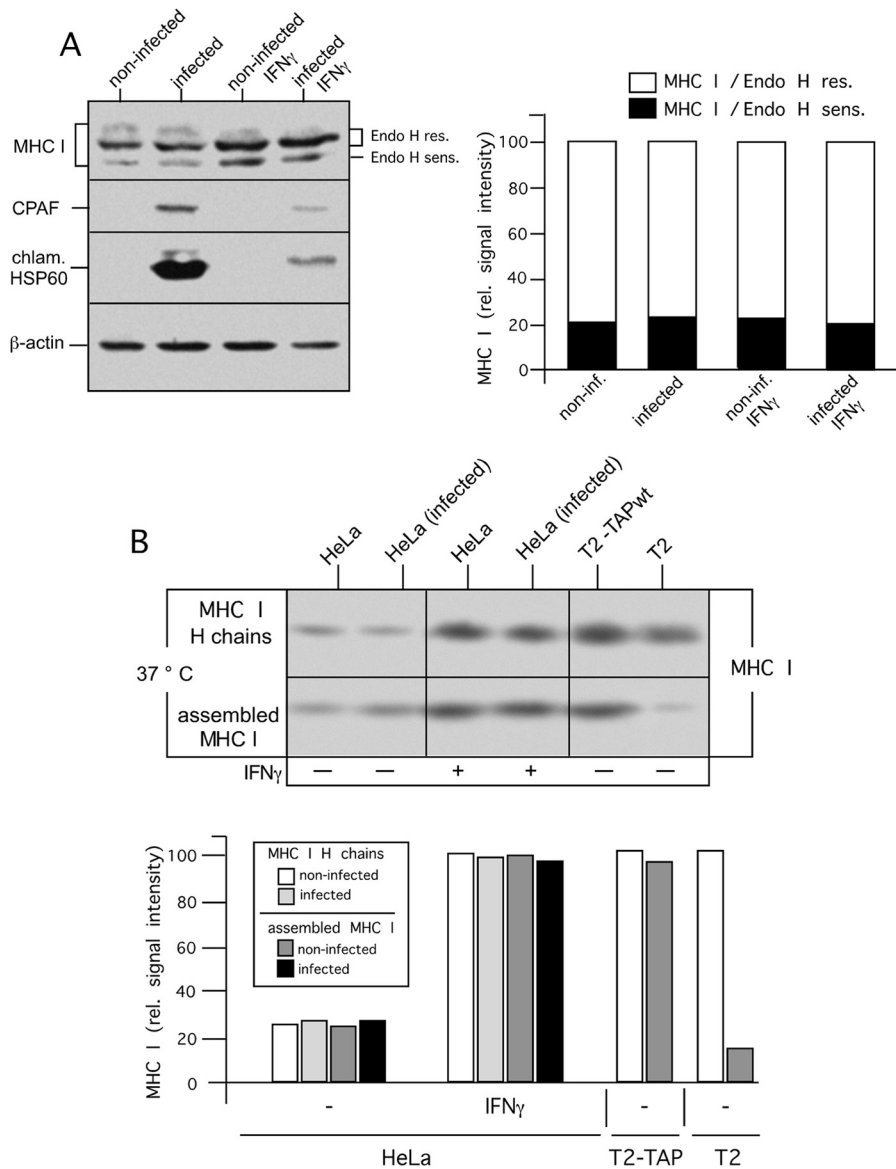 A
non-infected
infected
non-infected
IFNγ
infected
IFNγ
MHC I
Endo H res.
Endo H sens.
CPAF
chlam.
HSP60
β-actin
MHC I / Endo H res.
MHC I / Endo H sens.
MHC I (rel. signal intensity)
100
80
60
40
20
0
non-inf.
infected
non-inf.
IFNγ
infected
IFNγ
B
HeLa
HeLa (infected)
HeLa
HeLa (infected)
T2-TAPwt
T2
MHC I
H chains
37 ° C
assembled
MHC I
MHC I
IFNγ — — + + — —
MHC I (rel. signal intensity)
100
80
60
40
20
0
MHC I H chains
non-infected
infected
assembled MHC I
non-infected
infected
- IFNγ - -
HeLa T2-TAP T2